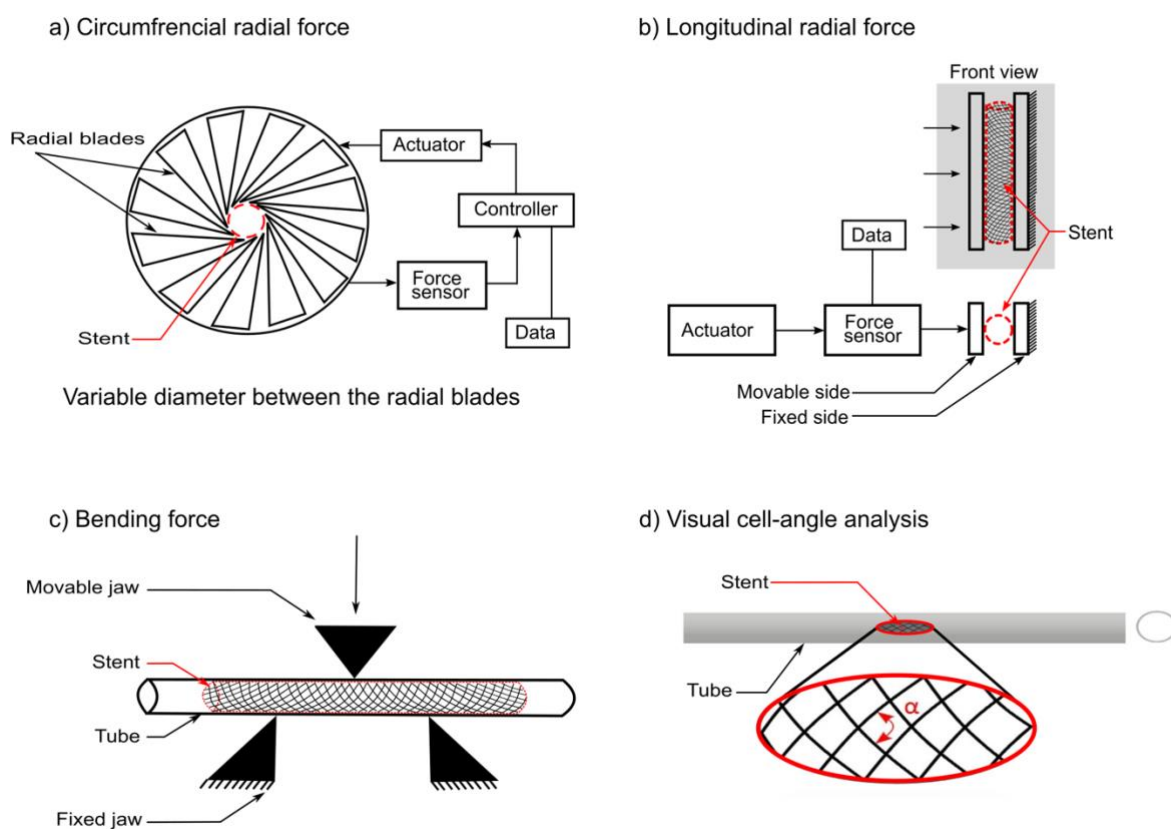 a) Circumfrencial radial force
Radial blades
Actuator
Controller
Force
sensor
Data
Stent
Variable diameter between the radial blades
b) Longitudinal radial force
Front view
Stent
Data
Actuator
Force
sensor
Movable side
Fixed side
c) Bending force
Movable jaw
Stent
Tube
Fixed jaw
d) Visual cell-angle analysis
Stent
Tube
α